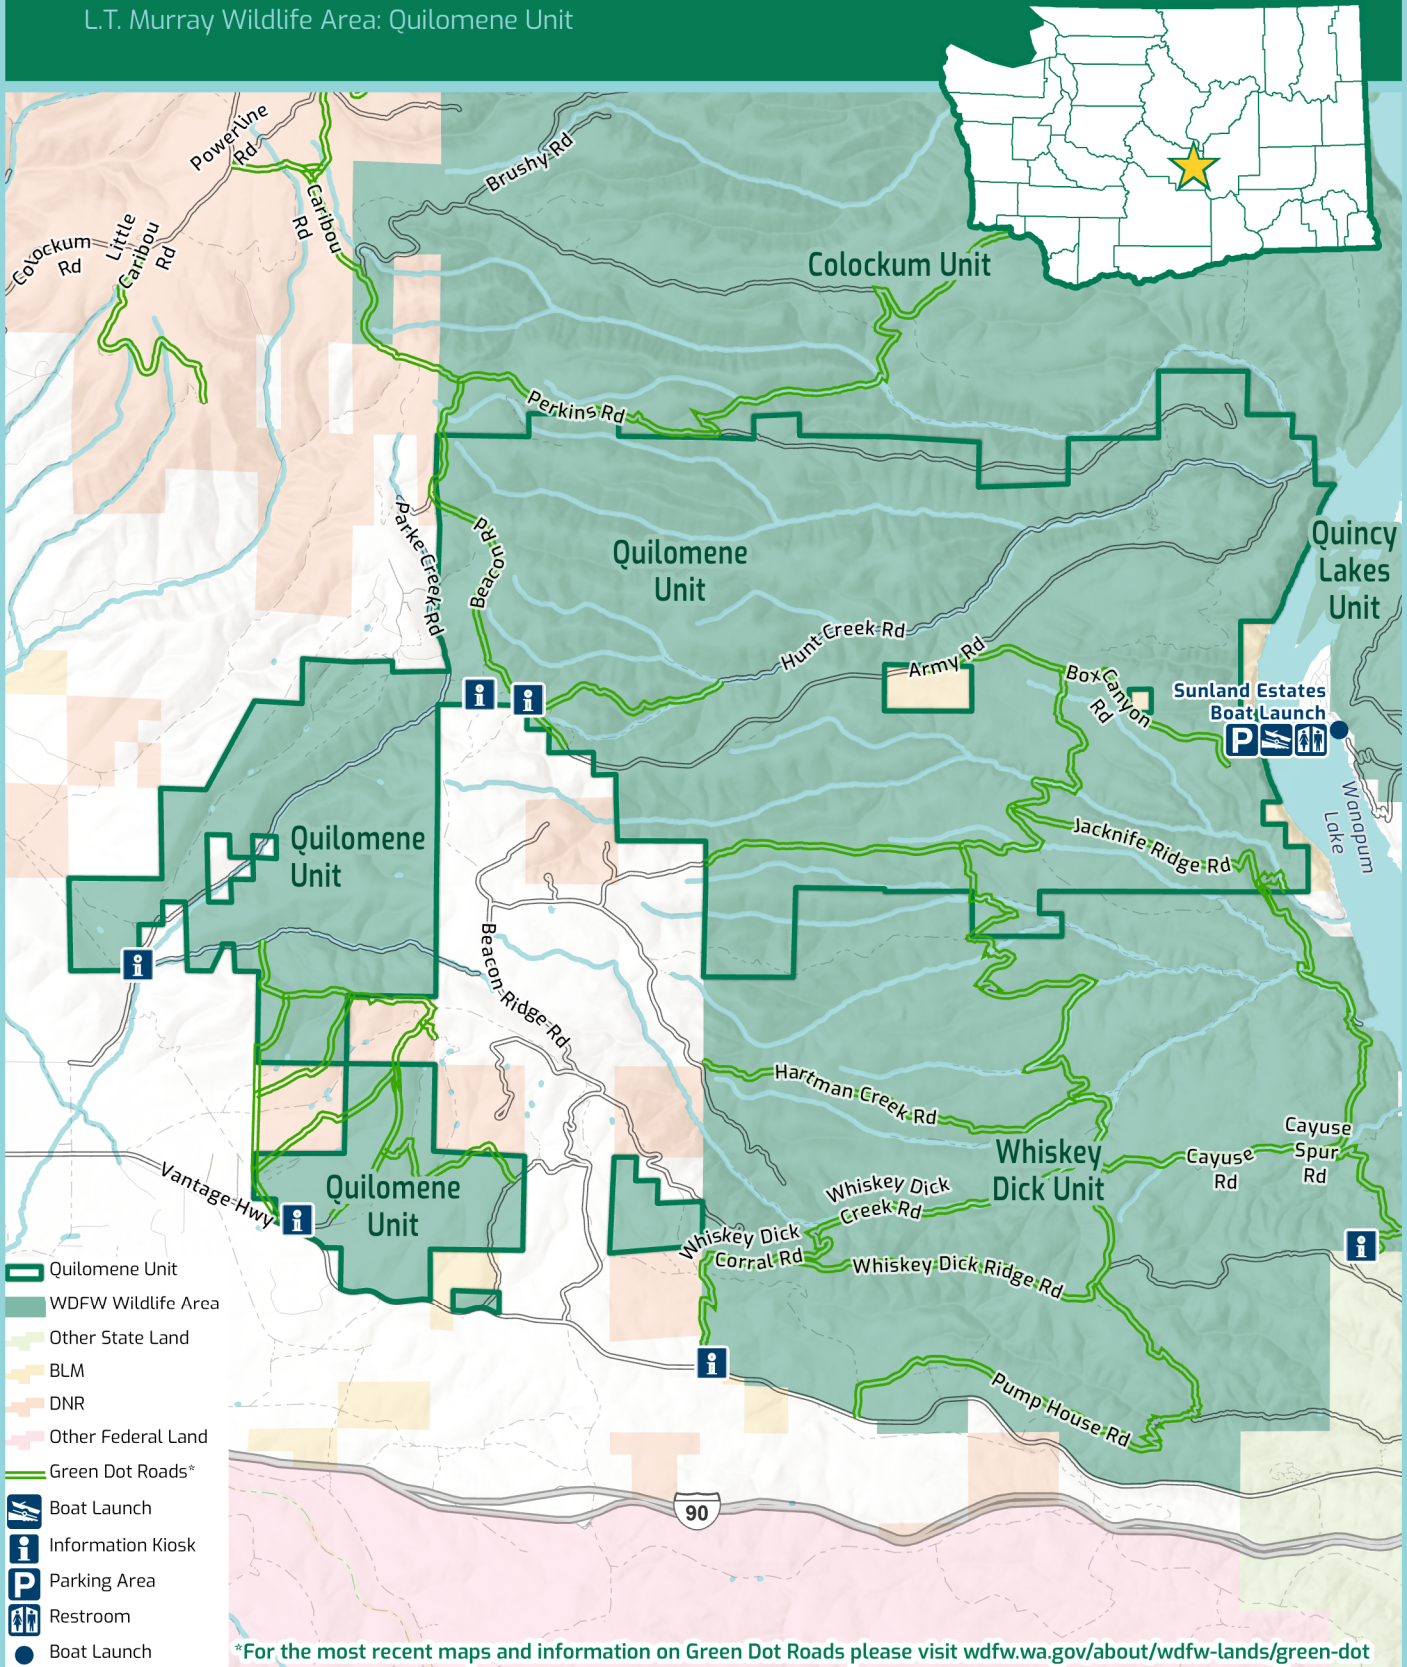 L.T. Murray Wildlife Area: Quilomene Unit
Powerline
Rd
Brushy Rd
Caribou
Rd
Little
Caribou
Rd
Colockum
Rd
Colockum Unit
Perkins Rd
Parke Creek Rd
Beacon Rd
Quilomene
Unit
Quincy
Lakes
Unit
Hunt Creek Rd
Army Rd
Box Canyon
Rd
Sunland Estates
Boat Launch
P
Wanapum
Lake
Jacknife Ridge Rd
Quilomene
Unit
Beacon Ridge Rd
Hartman Creek Rd
Whiskey
Dick Unit
Cayuse
Rd
Cayuse
Spur
Rd
Vantage Hwy
Quilomene
Unit
Whiskey Dick
Creek Rd
Whiskey Dick
Corral Rd
Whiskey Dick Ridge Rd
Pump House Rd
90
Quilomene Unit
WDFW Wildlife Area
Other State Land
BLM
DNR
Other Federal Land
Green Dot Roads*
Boat Launch
i Information Kiosk
P Parking Area
Restroom
Boat Launch
*For the most recent maps and information on Green Dot Roads please visit wdfw.wa.gov/about/wdfw-lands/green-dot